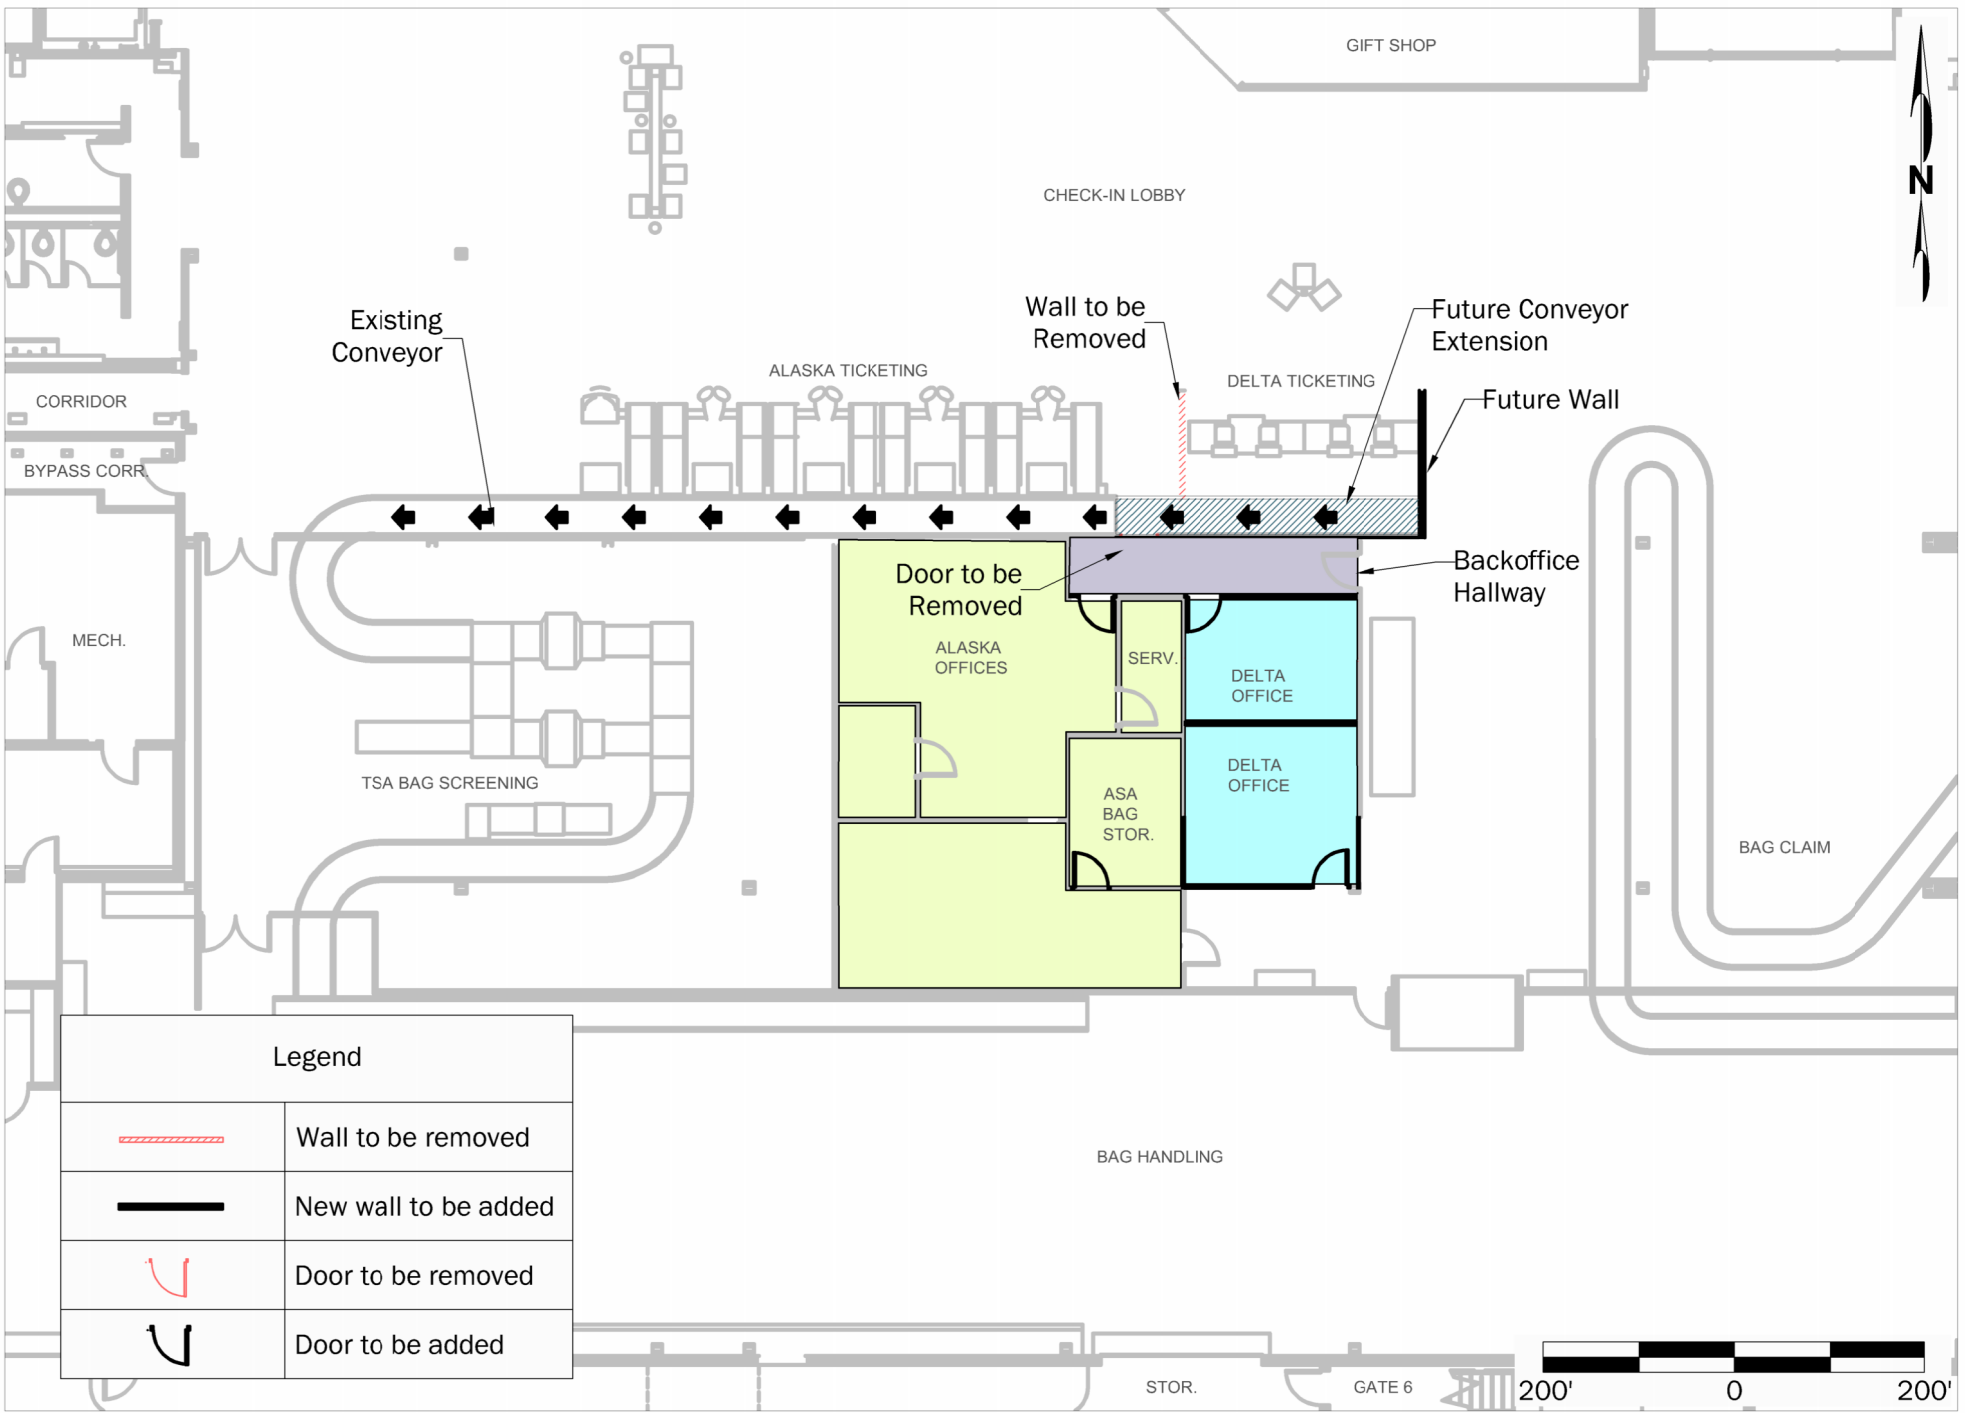 GIFT SHOP
N
CHECK-IN LOBBY
Existing
Conveyor
Wall to be
Removed
Future Conveyor
Extension
ALASKA TICKETING
DELTA TICKETING
Future Wall
CORRIDOR
BYPASS CORR.
Door to be
Removed
Backoffice
Hallway
MECH.
ALASKA
OFFICES
SERV.
DELTA
OFFICE
TSA BAG SCREENING
DELTA
OFFICE
ASA
BAG
STOR.
BAG CLAIM
Legend
Wall to be removed
New wall to be added
Door to be removed
Door to be added
BAG HANDLING
STOR.
GATE 6
200' 0 200'